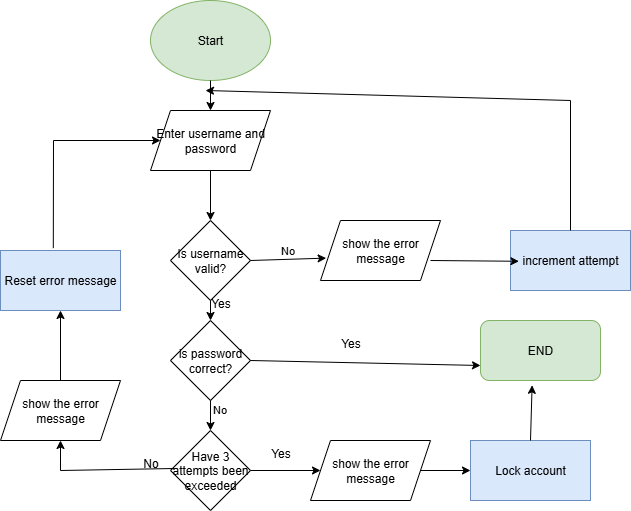 Start
Enter username and
password
Is username
valid?
No
show the error
message
increment attempt
Reset error message
Yes
Is password
correct?
Yes
END
No
show the error
message
Have 3
attempts been
exceeded
No
Yes
show the error
message
Lock account